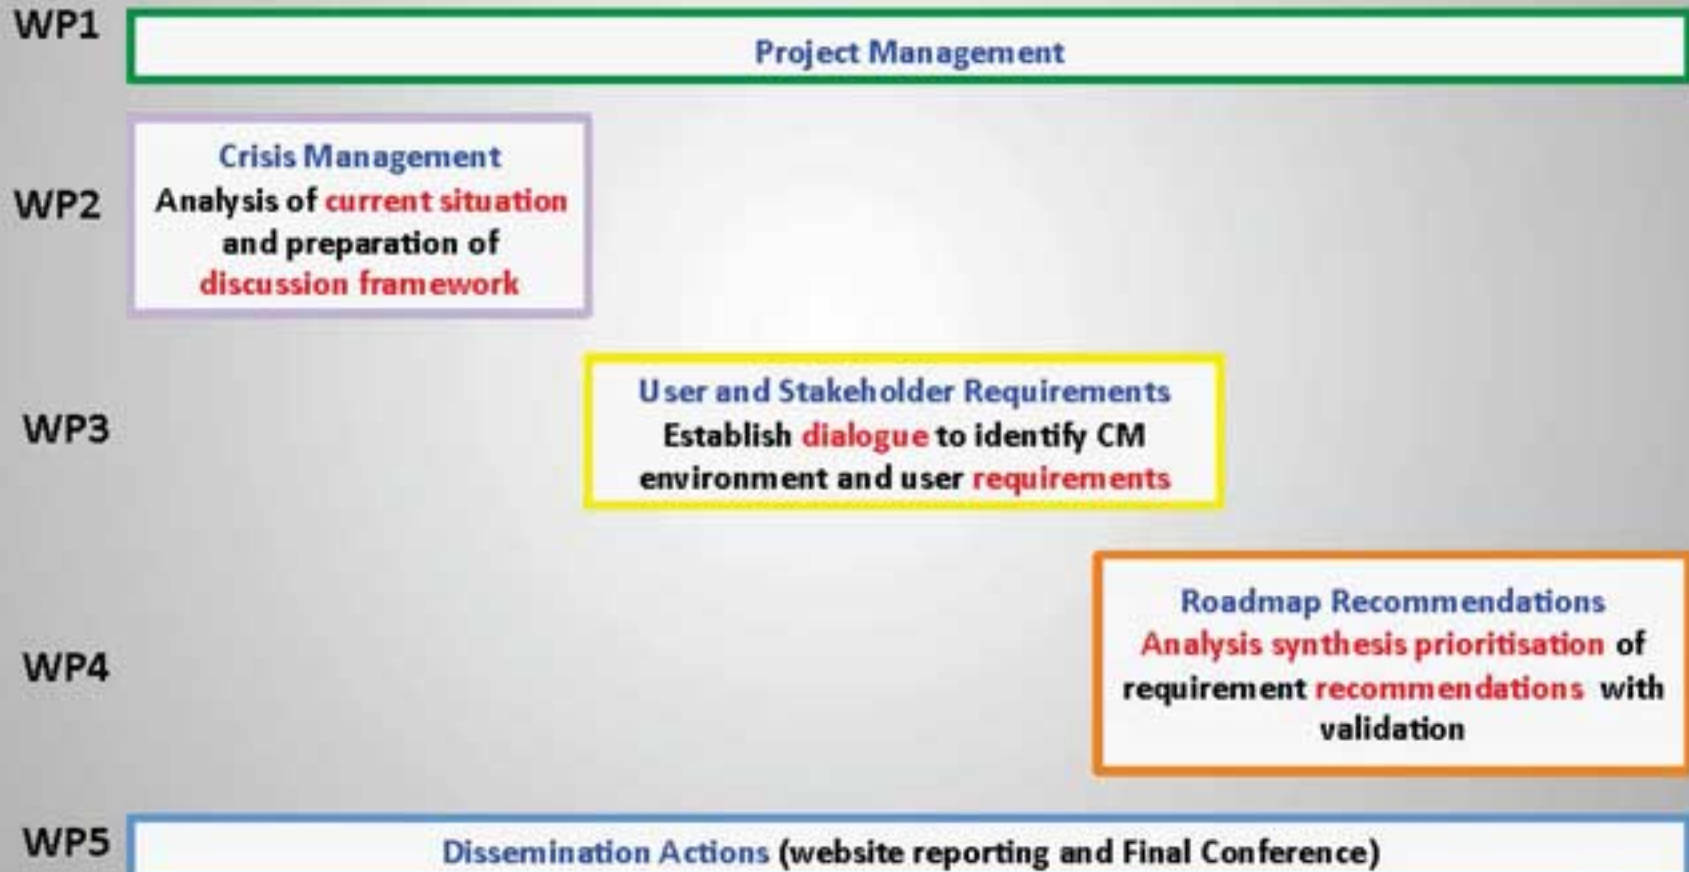 WP1
Project Management
WP2
Crisis Management
Analysis of current situation
and preparation of
discussion framework
WP3
User and Stakeholder Requirements
Establish dialogue to identify CM
environment and user requirements
WP4
Roadmap Recommendations
Analysis synthesis prioritisation of
requirement recommendations with
validation
WP5
Dissemination Actions (website reporting and Final Conference)